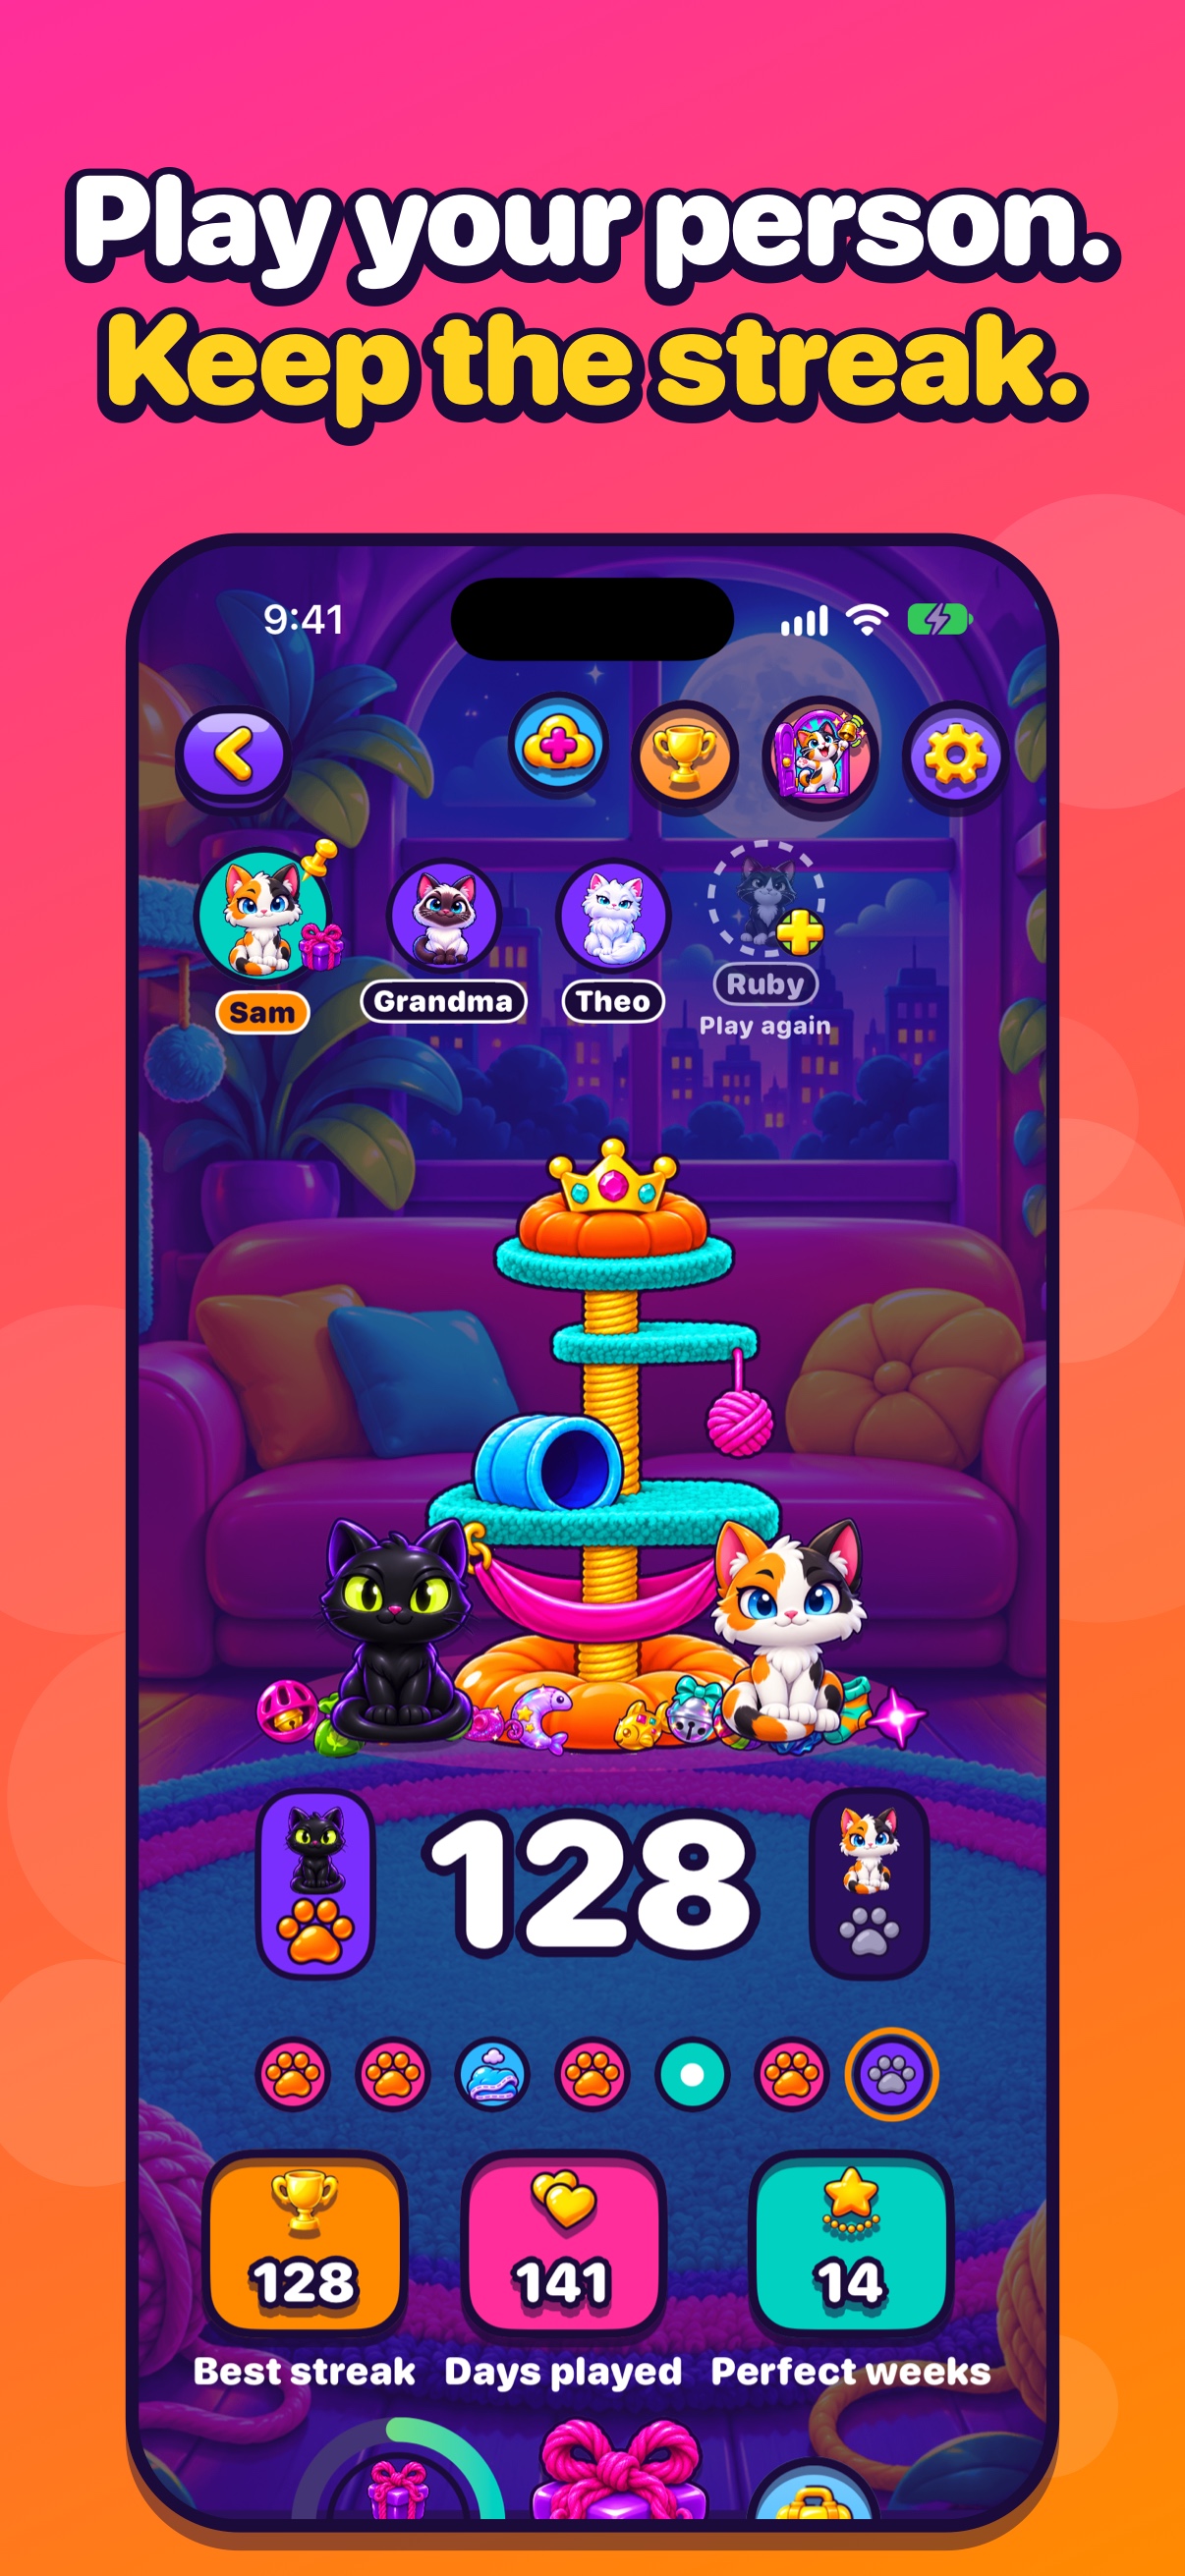 Play your person.
Keep the streak.
9:41
Sam
Grandma
Theo
Ruby
Play again
128
128
141
14
Best streak
Days played
Perfect weeks